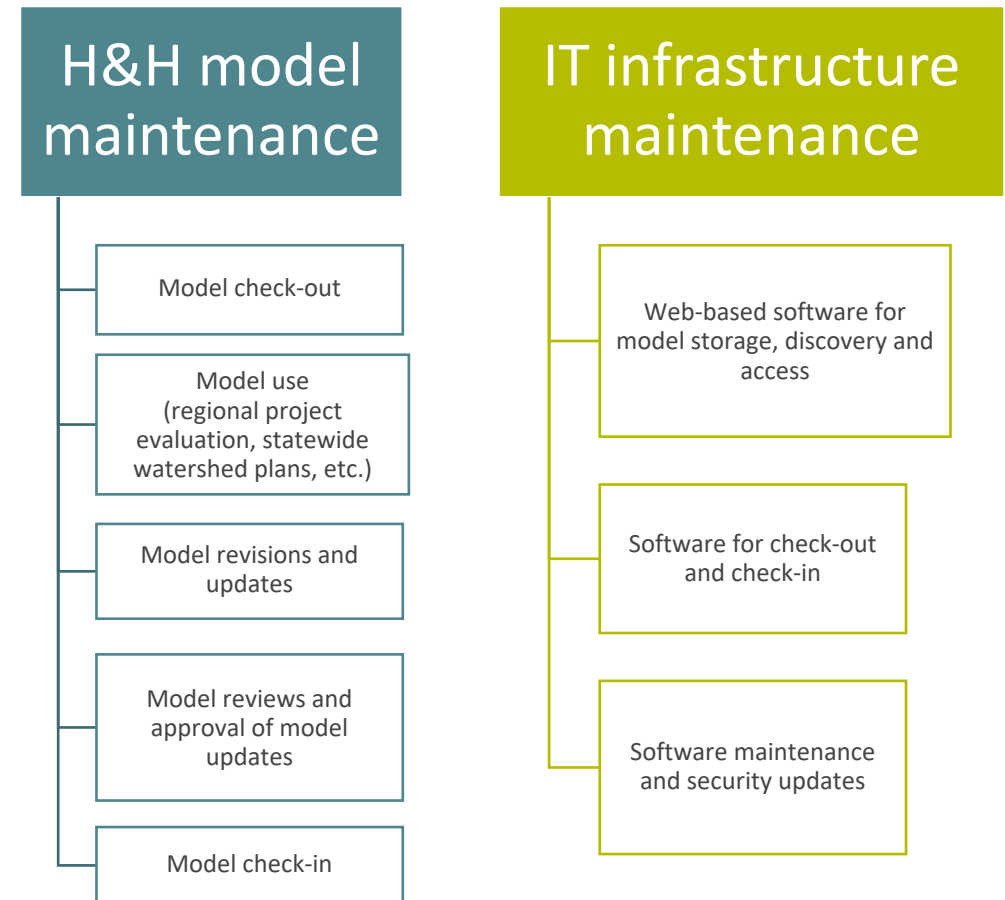 H&H model
maintenance
Model check-out
Model use
(regional project
evaluation, statewide
watershed plans, etc.)
Model revisions and
updates
Model reviews and
approval of model
updates
Model check-in
IT infrastructure
maintenance
Web-based software for
model storage, discovery and
access
Software for check-out
and check-in
Software maintenance
and security updates